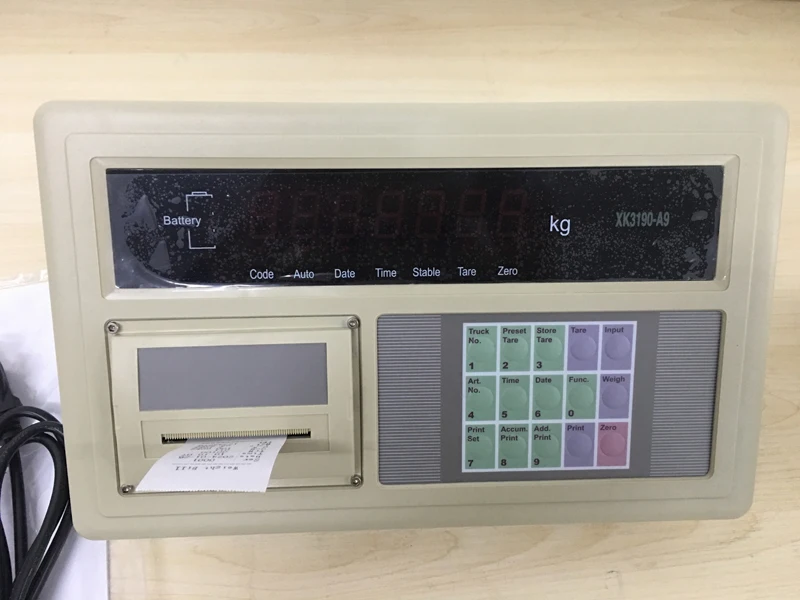 Battery
kg
XK3190-A9
Code Auto Date Time Stable Tare Zero
Truck No. 1
Preset Tare 2
Store Tare 3
Tare
Input
Art. No. 4
Time 5
Date 6
Func. 0
Weigh
Print Set 7
Accum. Print 8
Add. Print 9
Print
Zero
Weight Bill